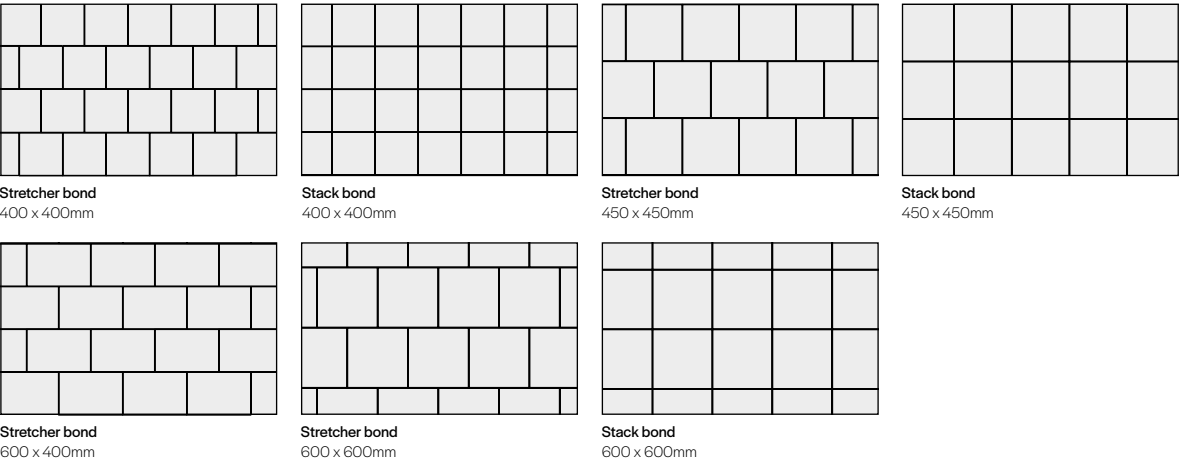 Stretcher bond
400 x 400mm
Stack bond
400 x 400mm
Stretcher bond
450 x 450mm
Stack bond
450 x 450mm
Stretcher bond
600 x 400mm
Stretcher bond
600 x 600mm
Stack bond
600 x 600mm